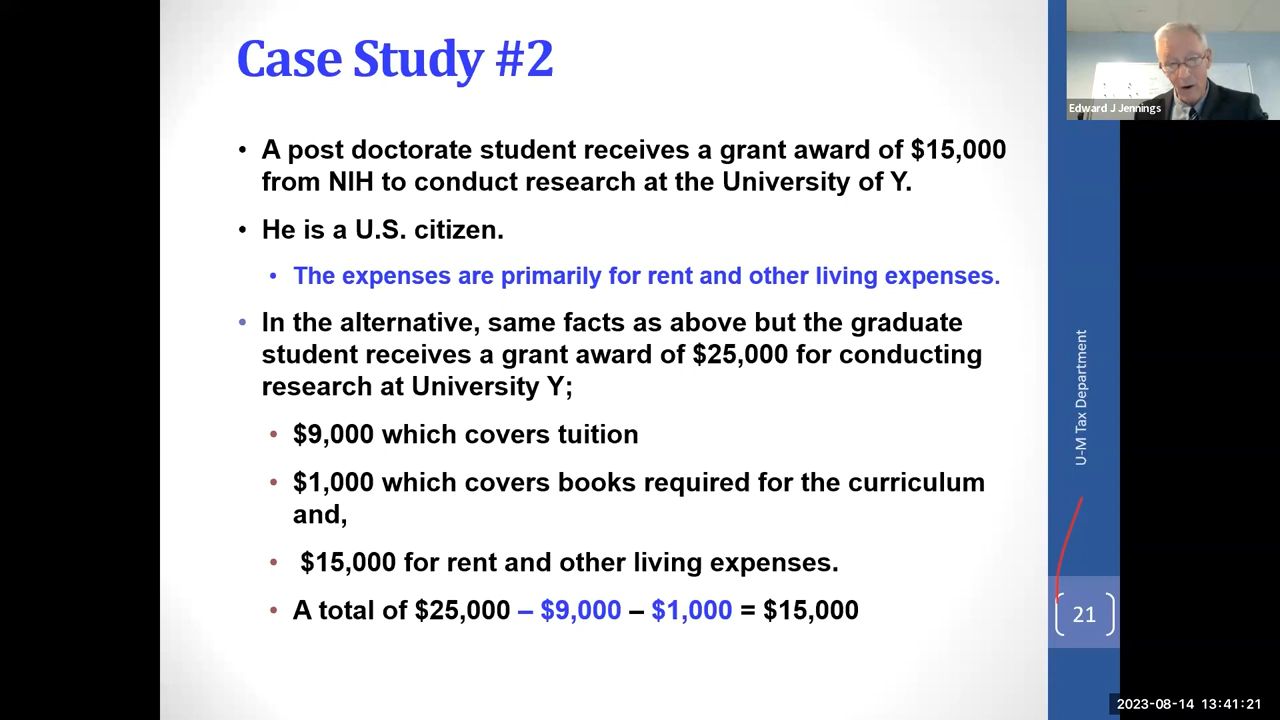 Case Study #2
• A post doctorate student receives a grant award of $15,000
from NIH to conduct research at the University of Y.
• He is a U.S. citizen.
• The expenses are primarily for rent and other living expenses.
• In the alternative, same facts as above but the graduate
student receives a grant award of $25,000 for conducting
research at University Y;
• $9,000 which covers tuition
• $1,000 which covers books required for the curriculum
and,
• $15,000 for rent and other living expenses.
• A total of $25,000 – $9,000 – $1,000 = $15,000
Edward J Jennings
U-M Tax Department
21
2023-08-14 13:41:21